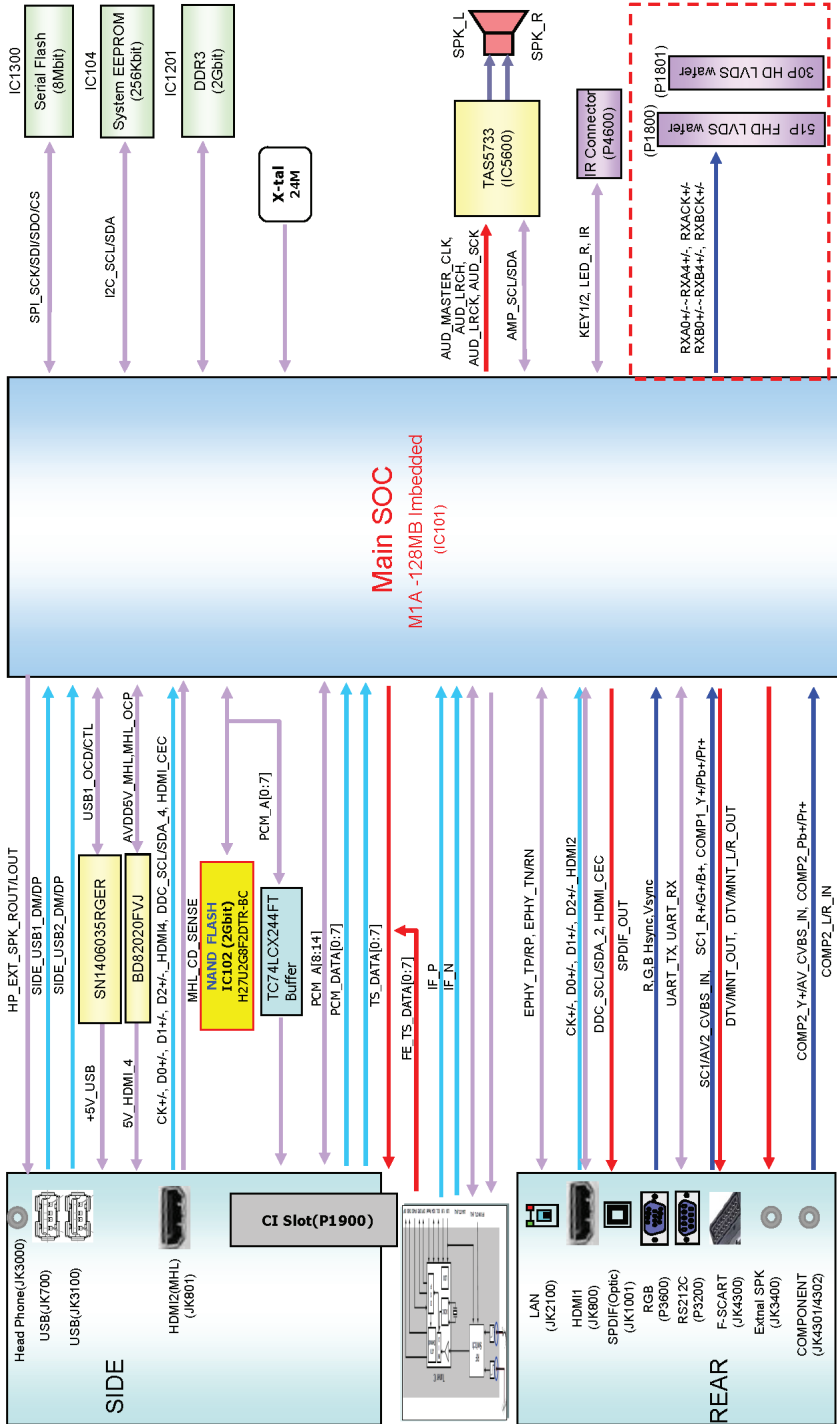 SIDE
Head Phone(JK3000)
USB(JK700)
USB(JK3100)
HDMI2(MHL)
(JK801)
CI Slot(P1900)
REAR
LAN
(JK2100)
HDMI1
(JK800)
SPDIF(Optic)
(JK1001)
RGB
(P3600)
RS212C
(P3200)
F-SCART
(JK4300)
Extnal SPK
(JK3400)
COMPONENT
(JK4301/4302)
HP_EXT_SPK_ROUT/LOUT
SIDE_USB1_DM/DP
SIDE_USB2_DM/DP
+5V_USB
SN1406035RGER
USB1_OCD/CTL
5V_HDMI_4
BD82020FVJ
AVDD5V_MHL,MHL_OCP
CK+/-, D0+/-, D1+/-, D2+/-_HDMI4, DDC_SCL/SDA_4, HDMI_CEC
MHL_CD_SENSE
NAND FLASH
IC102 (2Gbit)
H27U2G8F2DTR-BC
PCM_A[0:7]
TC74LCX244FT
Buffer
PCM_A[8:14]
PCM_DATA[0:7]
TS_DATA[0:7]
FE_TS_DATA[0:7]
IF_P
IF_N
EPHY_TP/RP, EPHY_TN/RN
CK+/-, D0+/-, D1+/-, D2+/-_HDMI2
DDC_SCL/SDA_2, HDMI_CEC
SPDIF_OUT
R,G,B Hsync,Vsync
UART_TX, UART_RX
SC1/AV2_CVBS_IN, SC1_R+/G+/B+, COMP1_Y+/Pb+/Pr+
DTV/MNT_OUT, DTV/MNT_L/R_OUT
COMP2_Y+/AV_CVBS_IN, COMP2_Pb+/Pr+
COMP2_L/R_IN
Main SOC
M1A -128MB Imbedded
(IC101)
SPI_SCK/SDI/SDO/CS
IC1300
Serial Flash
(8Mbit)
I2C_SCL/SDA
IC104
System EEPROM
(256Kbit)
IC1201
DDR3
(2Gbit)
X-tal
24M
AUD_MASTER_CLK,
AUD_LRCH,
AUD_LRCK, AUD_SCK
AMP_SCL/SDA
TAS5733
(IC5600)
SPK_L
SPK_R
KEY1/2, LED_R, IR
IR Connector
(P4600)
RXA0+/-~RXA4+/-, RXACK+/-
RXB0+/-~RXB4+/-, RXBCK+/-
(P1800)
51P FHD LVDS wafer
(P1801)
30P HD LVDS wafer